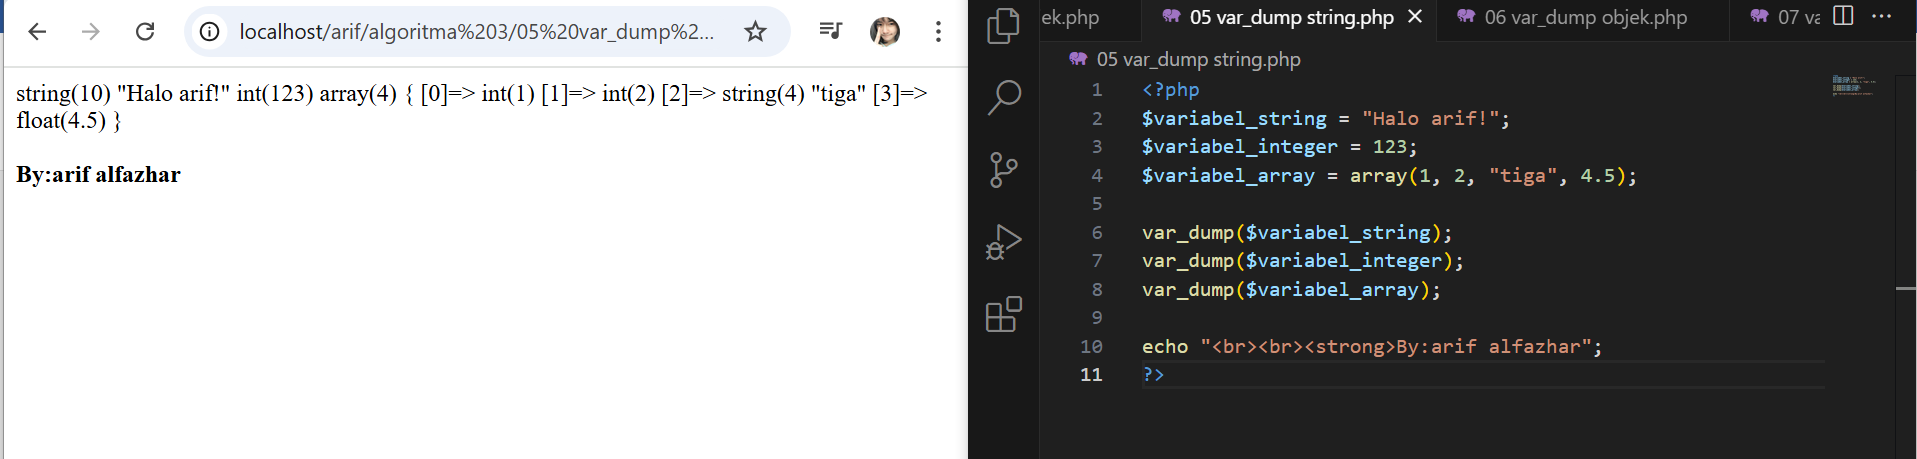 localhost/arif/algoritma%203/05%20var_dump%2...
string(10) "Halo arif!" int(123) array(4) { [0]=> int(1) [1]=> int(2) [2]=> string(4) "tiga" [3]=>
float(4.5) }
By:arif alfazhar
ek.php
05 var_dump string.php
06 var_dump objek.php
07 va
05 var_dump string.php
1 <?php
2 $variabel_string = "Halo arif!";
3 $variabel_integer = 123;
4 $variabel_array = array(1, 2, "tiga", 4.5);
5
6 var_dump($variabel_string);
7 var_dump($variabel_integer);
8 var_dump($variabel_array);
9
10 echo "<br><br><strong>By:arif alfazhar";
11 ?>